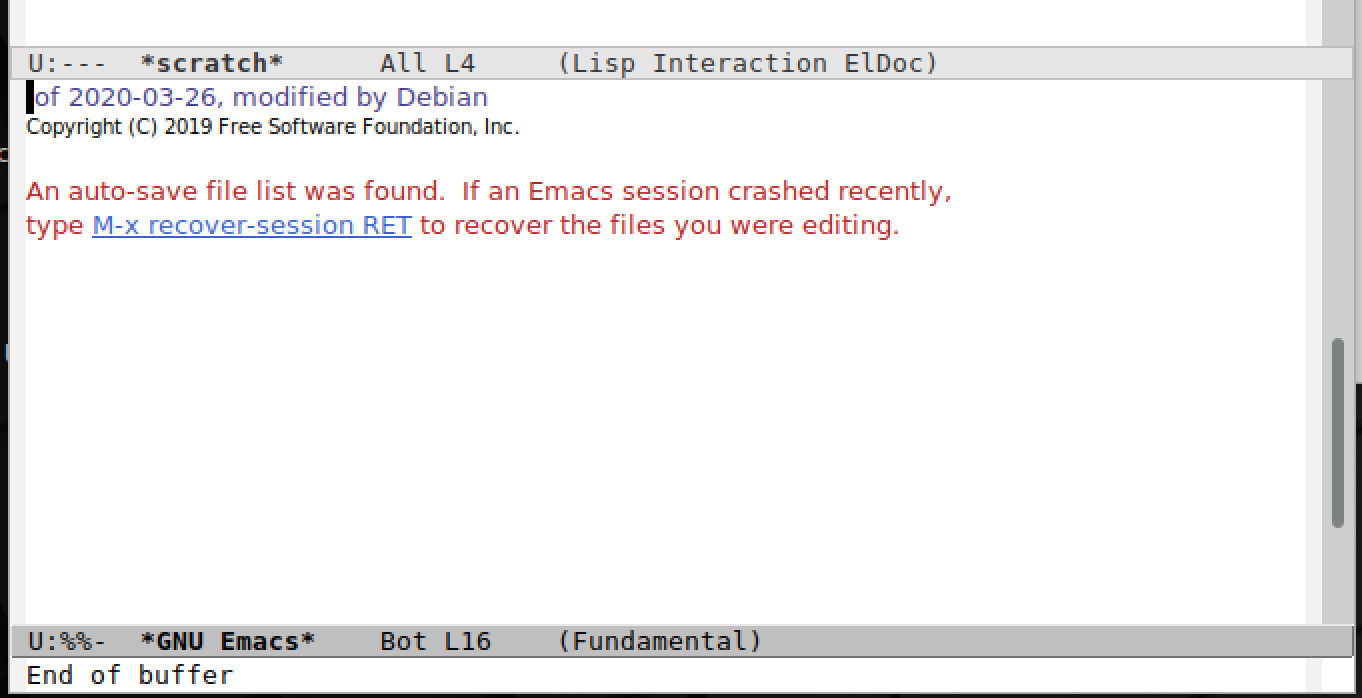 U:--- *scratch* All L4 (Lisp Interaction ElDoc)
of 2020-03-26, modified by Debian
Copyright (C) 2019 Free Software Foundation, Inc.
An auto-save file list was found. If an Emacs session crashed recently,
type M-x recover-session RET to recover the files you were editing.
U:%%- *GNU Emacs* Bot L16 (Fundamental)
End of buffer